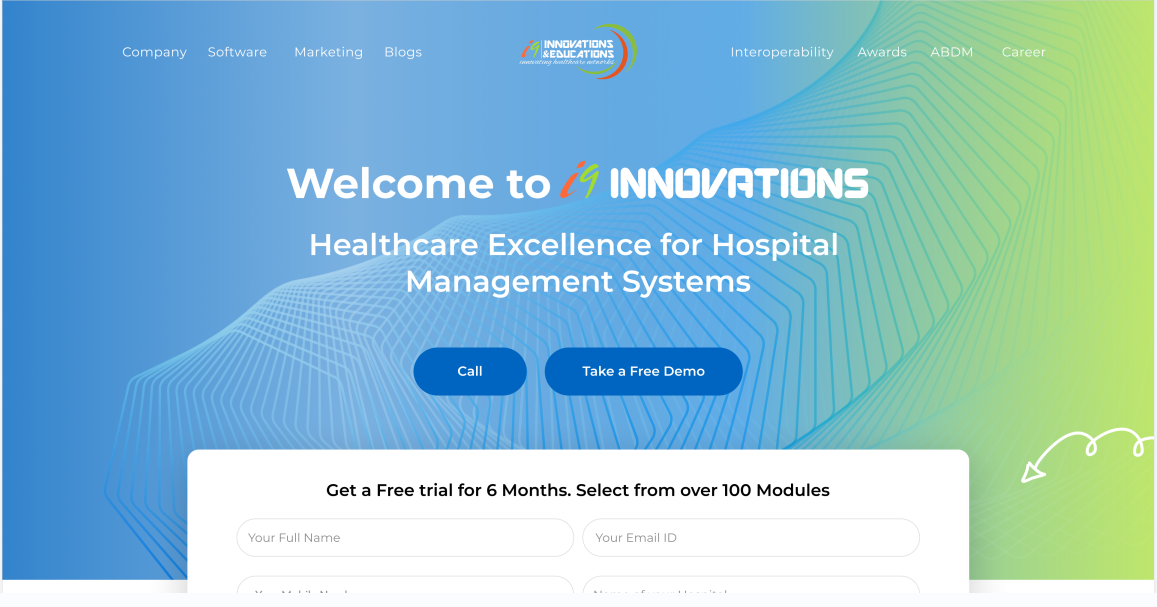 Company Software Marketing Blogs
i9 INNOVATIONS
&EDUCATIONS
innovating healthcare networks
Interoperability Awards ABDM Career
Welcome to i9 INNOVATIONS
Healthcare Excellence for Hospital
Management Systems
Call Take a Free Demo
Get a Free trial for 6 Months. Select from over 100 Modules
Your Full Name Your Email ID